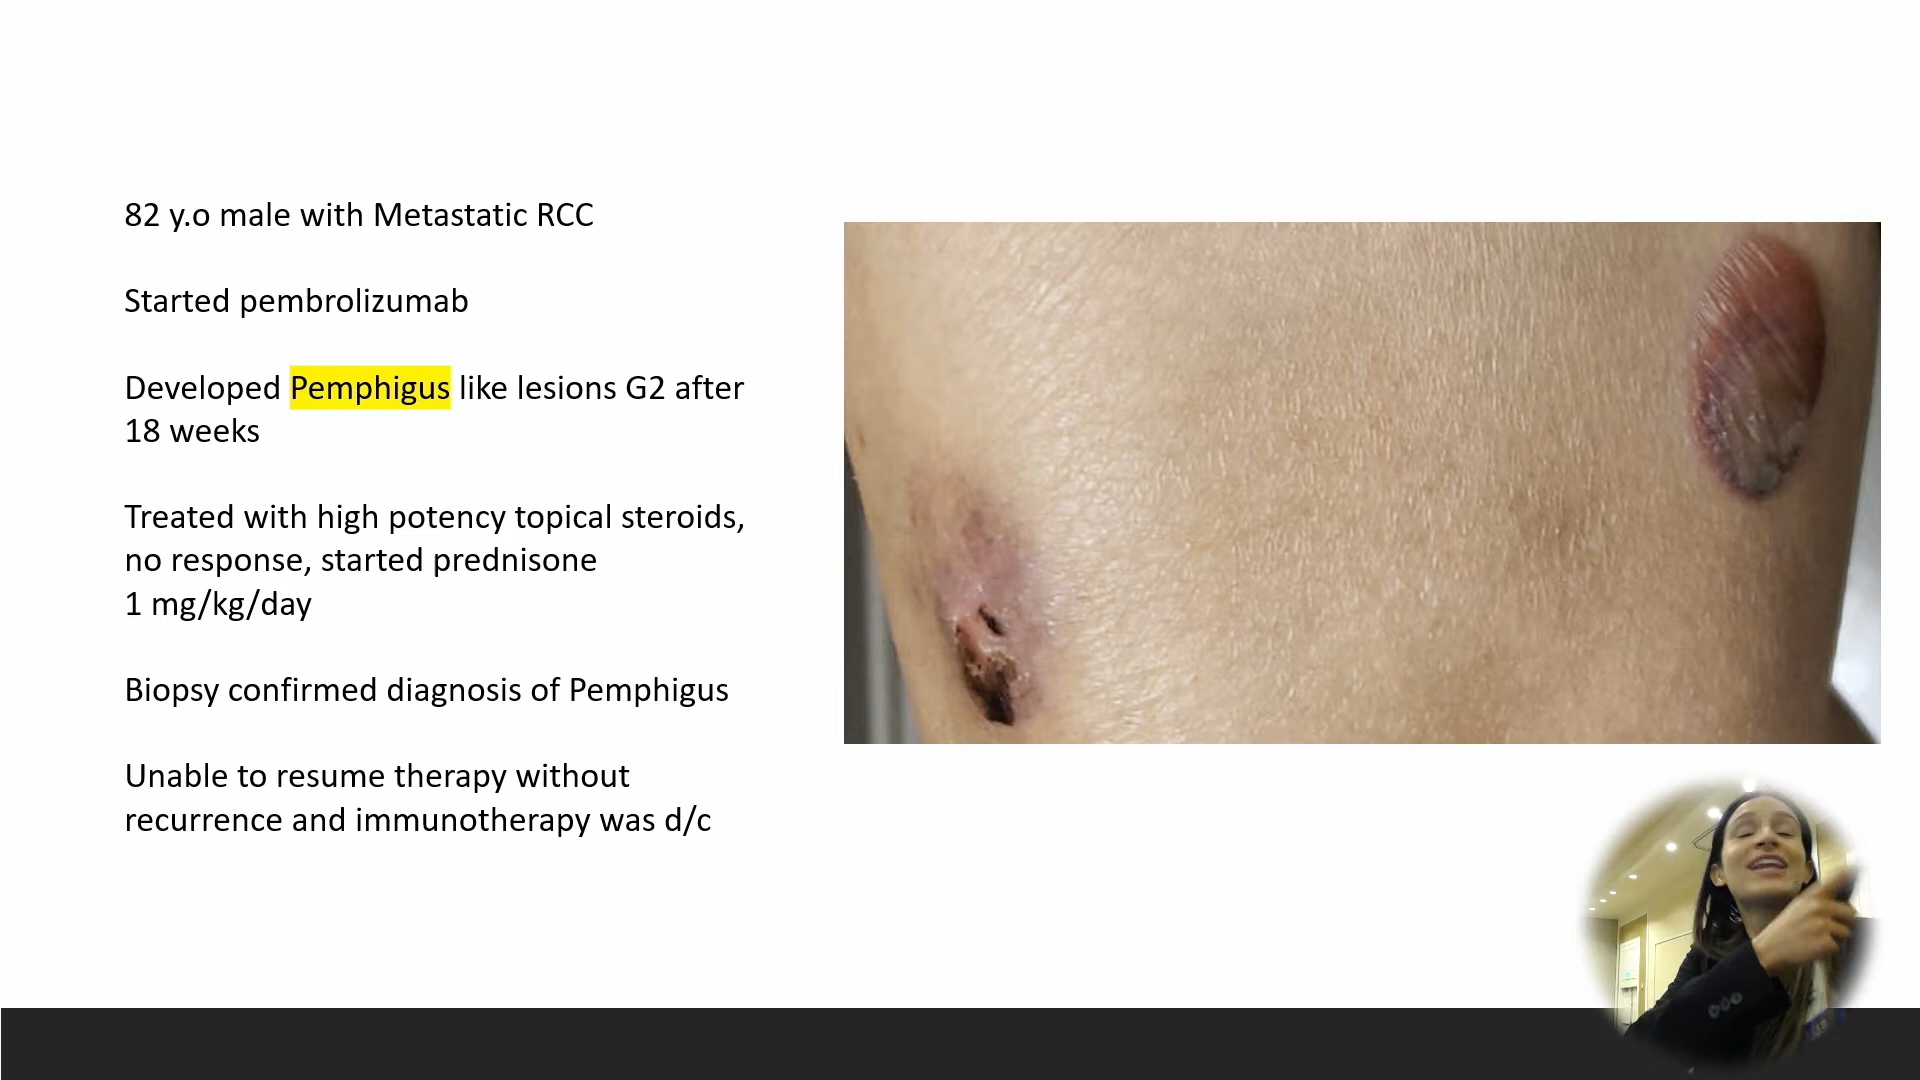 82 y.o male with Metastatic RCC
Started pembrolizumab
Developed Pemphigus like lesions G2 after
18 weeks
Treated with high potency topical steroids,
no response, started prednisone
1 mg/kg/day
Biopsy confirmed diagnosis of Pemphigus
Unable to resume therapy without
recurrence and immunotherapy was d/c